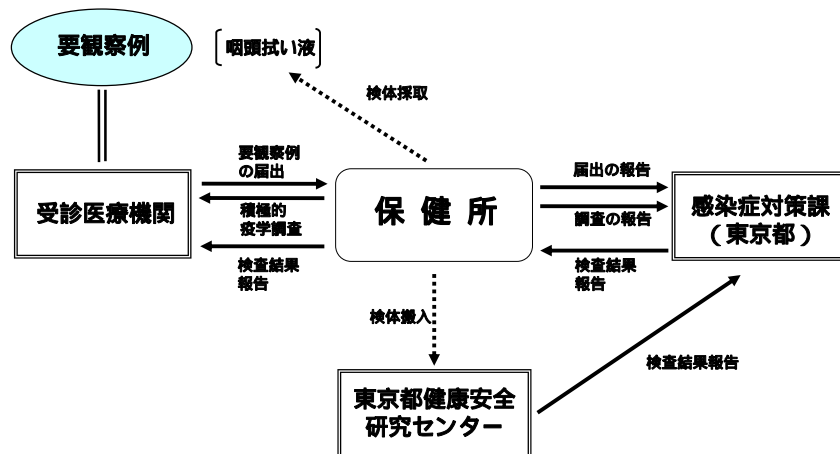 要観察例
咽頭拭い液
検体採取
要観察例
の届出
届出の報告
受診医療機関
保健所
感染症対策課
（東京都）
積極的
疫学調査
調査の報告
検査結果
報告
検査結果
報告
検体搬入
検査結果報告
東京都健康安全
研究センター